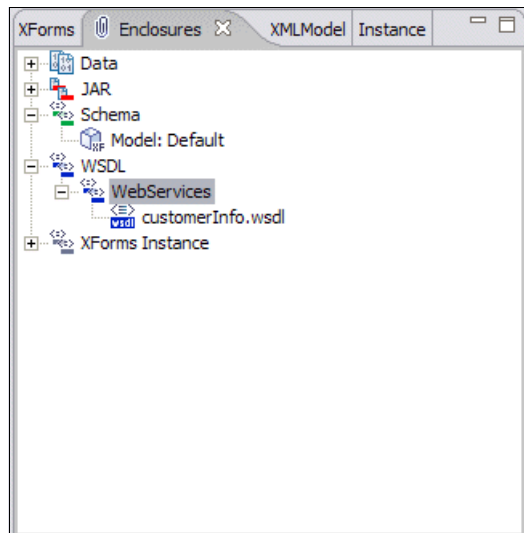 XForms Enclosures XMLModel Instance
Data
JAR
Schema
Model: Default
WSDL
WebServices
customerInfo.wsdl
XForms Instance